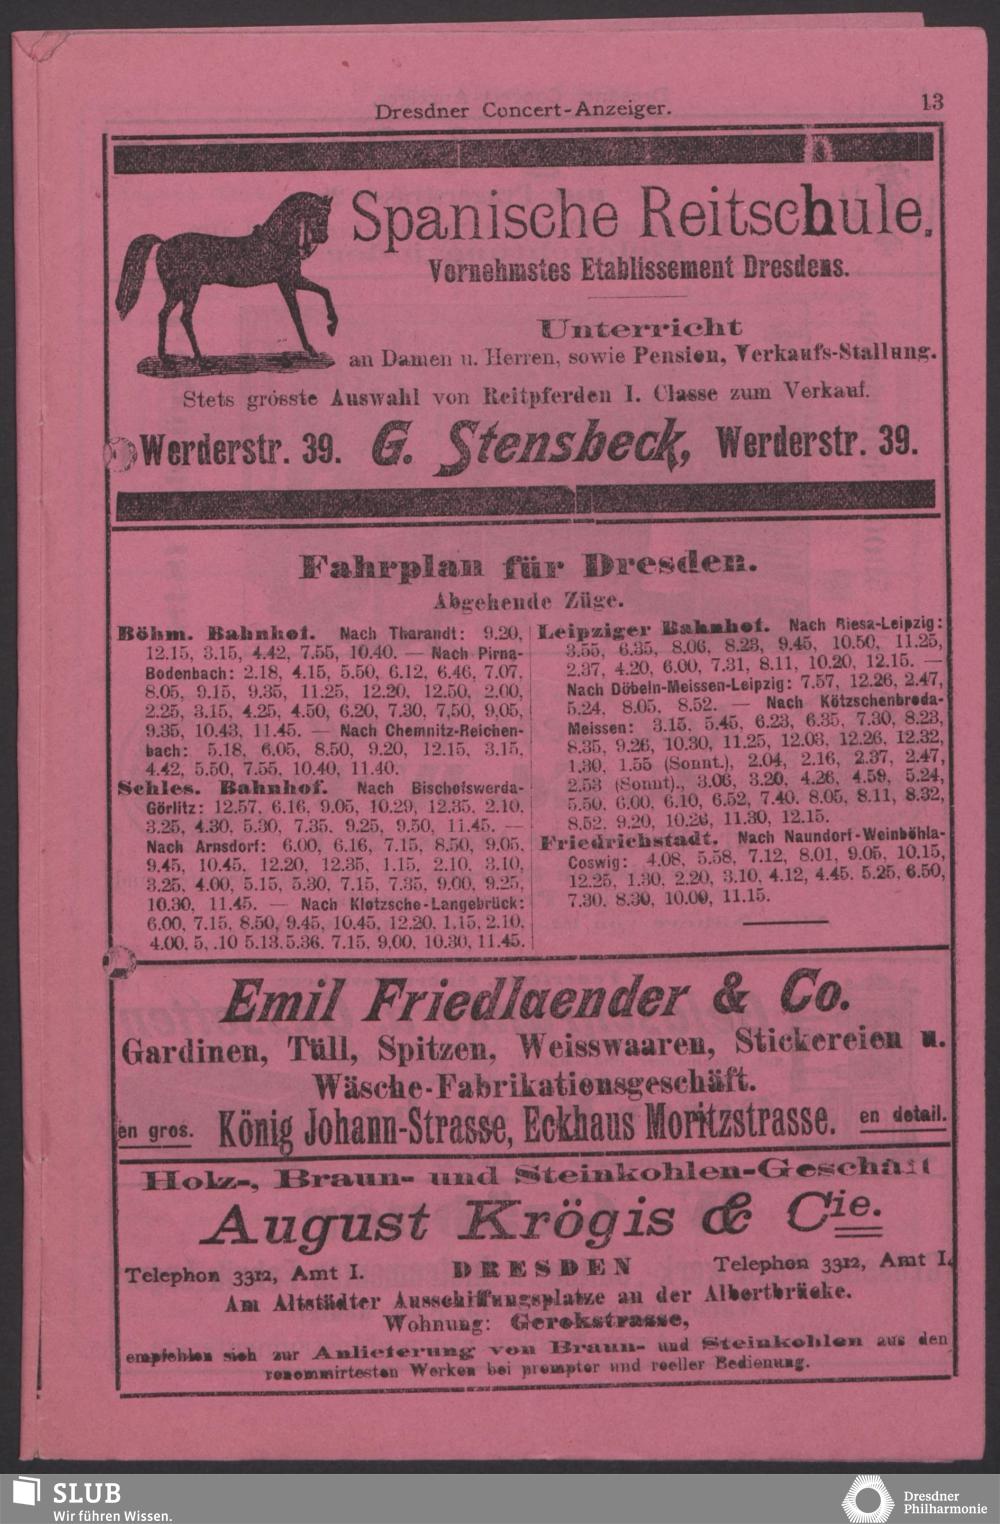 Dresdner Concert-Anzeiger.
13
Spanische Reitschule.
Vornehmstes Etablissement Dresdens.
Unterricht
an Damen u. Herren, sowie Pension, Verkaufs-Stallung.
Stets grösste Auswahl von Reitpferden I. Classe zum Verkauf.
Werderstr. 39. G. Stensbeck, Werderstr. 39.
Fahrplan für Dresden.
Abgehende Züge.
Böhm. Bahnhof. Nach Tharandt: 9.20,
12.15, 3.15, 4.42, 7.55, 10.40. — Nach Pirna-
Bodenbach: 2.18, 4.15, 5.50, 6.12, 6.46, 7.07,
8.05, 9.15, 9.35, 11.25, 12.20, 12.50, 2.00,
2.25, 3.15, 4.25, 4.50, 6.20, 7.30, 7,50, 9.05,
9.35, 10.43, 11.45. — Nach Chemnitz-Reichen-
bach: 5.18, 6.05, 8.50, 9.20, 12.15, 3.15,
4.42, 5.50, 7.55, 10.40, 11.40.
Schles. Bahnhof. Nach Bischofswerda-
Görlitz: 12.57, 6.16, 9.05, 10.29, 12.35, 2.10,
3.25, 4.30, 5.30, 7.35, 9.25, 9.50, 11.45. —
Nach Arnsdorf: 6.00, 6.16, 7.15, 8.50, 9.05,
9.45, 10.45, 12.20, 12.35, 1.15, 2.10, 3.10,
3.25, 4.00, 5.15, 5.30, 7.15, 7.35, 9.00, 9.25,
10.30, 11.45. — Nach Klotzsche-Langebrück:
6.00, 7.15, 8.50, 9.45, 10.45, 12.20, 1.15, 2.10,
4.00, 5,.10 5.13, 5.36, 7.15, 9,00, 10.30, 11.45.
Leipziger Bahnhof. Nach Riesa-Leipzig:
3.55, 6.35, 8.06, 8.23, 9.45, 10.50, 11.25,
2.37, 4.20, 6.00, 7.31, 8.11, 10.20, 12.15. —
Nach Döbeln-Meissen-Leipzig: 7.57, 12.26, 2.47,
5.24, 8.05, 8.52. — Nach Kötzschenbroda-
Meissen: 3.15, 5.45, 6.23, 6.35, 7.30, 8.23,
8.35, 9.26, 10.30, 11.25, 12.03, 12.26, 12.32,
1.30, 1.55 (Sonnt.), 2.04, 2.16, 2.37, 2.47,
2.53 (Sonnt)., 3.06, 3.20, 4.26, 4.59, 5.24,
5.50, 6.00, 6.10, 6.52, 7.40, 8.05, 8.11, 8.32,
8.52, 9.20, 10.26, 11.30, 12.15.
Friedrichstadt. Nach Naundorf-Weinböhla-
Coswig: 4.08, 5.58, 7.12, 8.01, 9.05, 10.15,
12.25, 1.30, 2.20, 3.10, 4.12, 4.45, 5.25, 6.50,
7.30, 8.30, 10.00, 11.15.
Emil Friedlaender & Co.
Gardinen, Tüll, Spitzen, Weisswaaren, Stickereien u.
Wäsche-Fabrikationsgeschäft.
en gros. König Johann-Strasse, Eckhaus Moritzstrasse. en detail.
Holz-, Braun- und Steinkohlen-Geschäft
August Krögis & Cie.
Telephon 3312, Amt I. DRESDEN Telephon 3312, Amt I.
Am Altstädter Ausschiffungsplatze an der Albertbrücke.
Wohnung: Gerokstrasse,
empfehlen sich zur Anlieferung von Braun- und Steinkohlen aus den
renommirtesten Werken bei prompter und reeller Bedienung.
SLUB
Wir führen Wissen.
Dresdner
Philharmonie